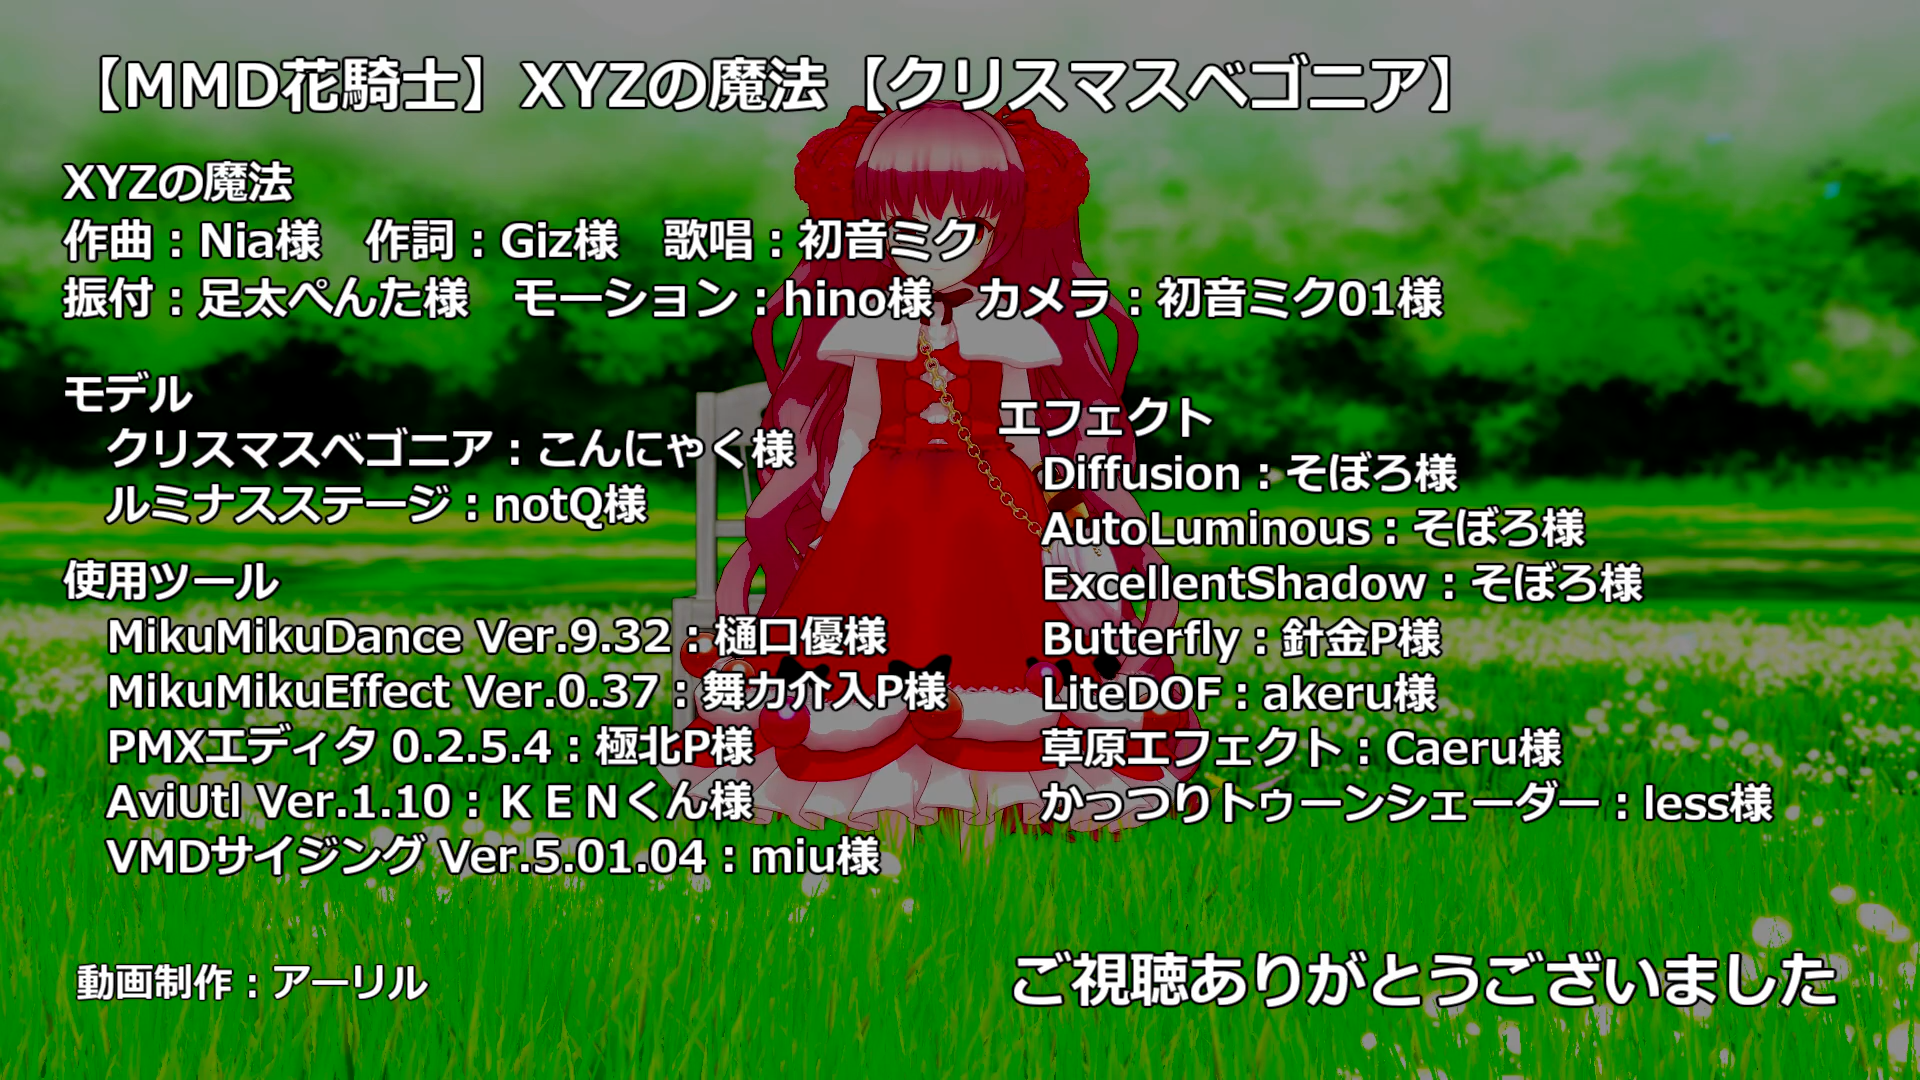 【MMD花騎士】XYZの魔法【クリスマスベゴニア】
XYZの魔法
作曲：Nia様　作詞：Giz様　歌唱：初音ミク
振付：足太ぺんた様　モーション：hino様　カメラ：初音ミク01様
モデル
クリスマスベゴニア：こんにゃく様
ルミナスステージ：notQ様
使用ツール
MikuMikuDance Ver.9.32：樋口優様
MikuMikuEffect Ver.0.37：舞力介入P様
PMXエディタ 0.2.5.4：極北P様
AviUtl Ver.1.10：ＫＥＮくん様
VMDサイジング Ver.5.01.04：miu様
エフェクト
Diffusion：そぼろ様
AutoLuminous：そぼろ様
ExcellentShadow：そぼろ様
Butterfly：針金P様
LiteDOF：akeru様
草原エフェクト：Caeru様
かっつりトゥーンシェーダー：less様
動画制作：アーリル
ご視聴ありがとうございました